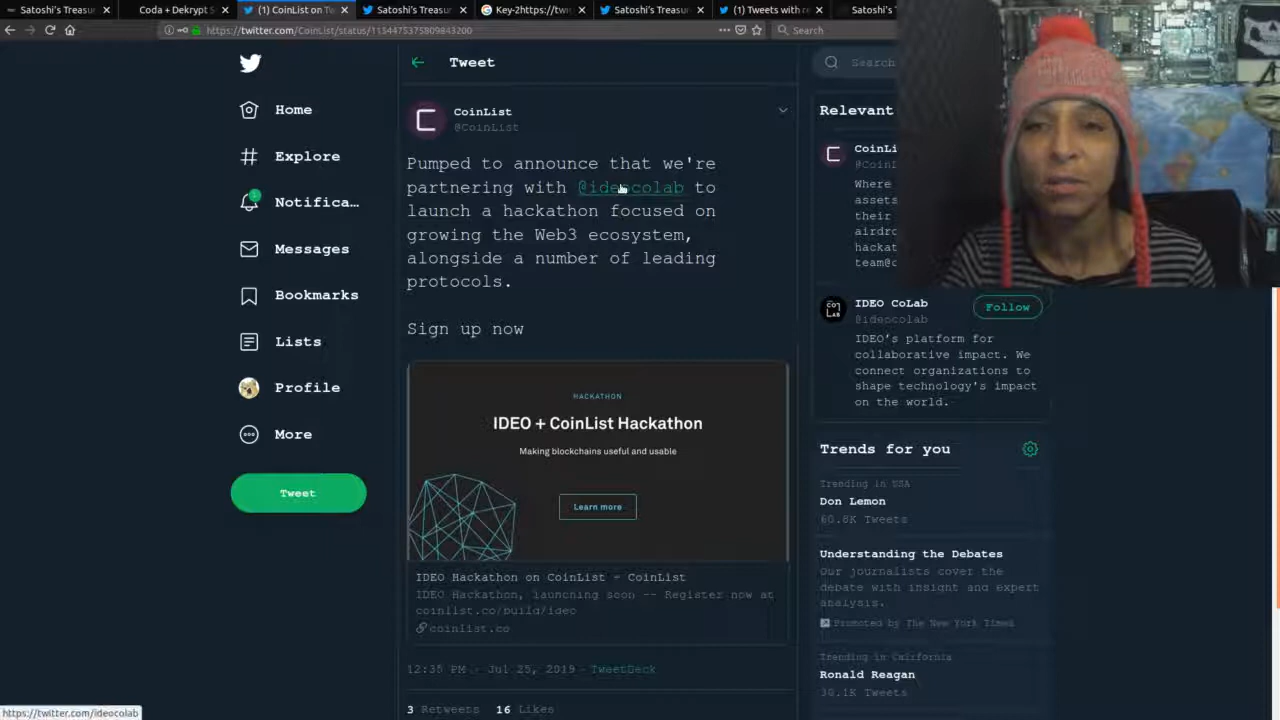 Satoshi's Treasur
Coda + Dekrypt S
(1) CoinList on Tw
Satoshi's Treasur
Key-2https://tw
Satoshi's Treasur
(1) Tweets with re
Satoshi's T
https://twitter.com/CoinList/status/1154475375809843200
Search
Tweet
Home
Explore
Notifica...
Messages
Bookmarks
Lists
Profile
More
Tweet
CoinList
@CoinList
Pumped to announce that we're
partnering with @ideocolab to
launch a hackathon focused on
growing the Web3 ecosystem,
alongside a number of leading
protocols.
Sign up now
HACKATHON
IDEO + CoinList Hackathon
Making blockchains useful and usable
Learn more
IDEO Hackathon on CoinList - CoinList
IDEO Hackathon, launching soon -- Register now at
coinlist.co/build/ideo
coinlist.co
12:35 PM · Jul 25, 2019 · TweetDeck
3 Retweets 16 Likes
Search
Relevant
CoinLi
@CoinL
Where
assets
their
airdro
hackat
team@c
IDEO CoLab
@ideocolab
Follow
IDEO's platform for
collaborative impact. We
connect organizations to
shape technology's impact
on the world.
Trends for you
Trending in USA
Don Lemon
60.8K Tweets
Understanding the Debates
Our journalists cover the
debate with insight and expert
analysis.
Promoted by The New York Times
Trending in California
Ronald Reagan
30.1K Tweets
https://twitter.com/ideocolab